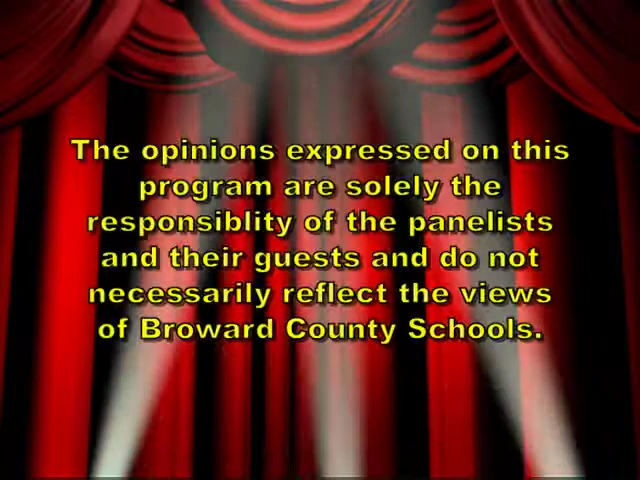 The opinions expressed on this
program are solely the
responsiblity of the panelists
and their guests and do not
necessarily reflect the views
of Broward County Schools.